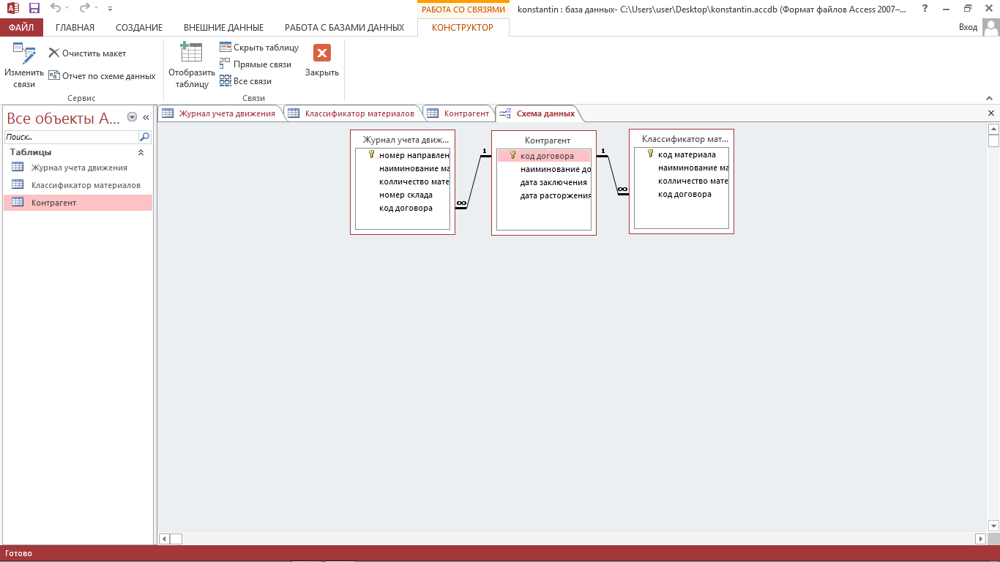 РАБОТА СО СВЯЗЯМИ
konstantin : база данных- C:\Users\user\Desktop\konstantin.accdb (Формат файлов Access 2007–...
?
ФАЙЛ ГЛАВНАЯ СОЗДАНИЕ ВНЕШНИЕ ДАННЫЕ РАБОТА С БАЗАМИ ДАННЫХ КОНСТРУКТОР Вход
Изменить связи
Очистить макет
Отчет по схеме данных
Сервис
Отобразить таблицу
Скрыть таблицу
Прямые связи
Все связи
Связи
Закрыть
Все объекты A...
Поиск...
Таблицы
Журнал учета движения
Классификатор материалов
Контрагент
Журнал учета движения Классификатор материалов Контрагент Схема данных
Журнал учета движ...
номер направлен
наиминование ма
колличество мате
номер склада
код договора
∞
1
Контрагент
код договора
наиминование до
дата заключения
дата расторжения
1
∞
Классификатор мат...
код материала
наиминование ма
колличество мате
код договора
Готово